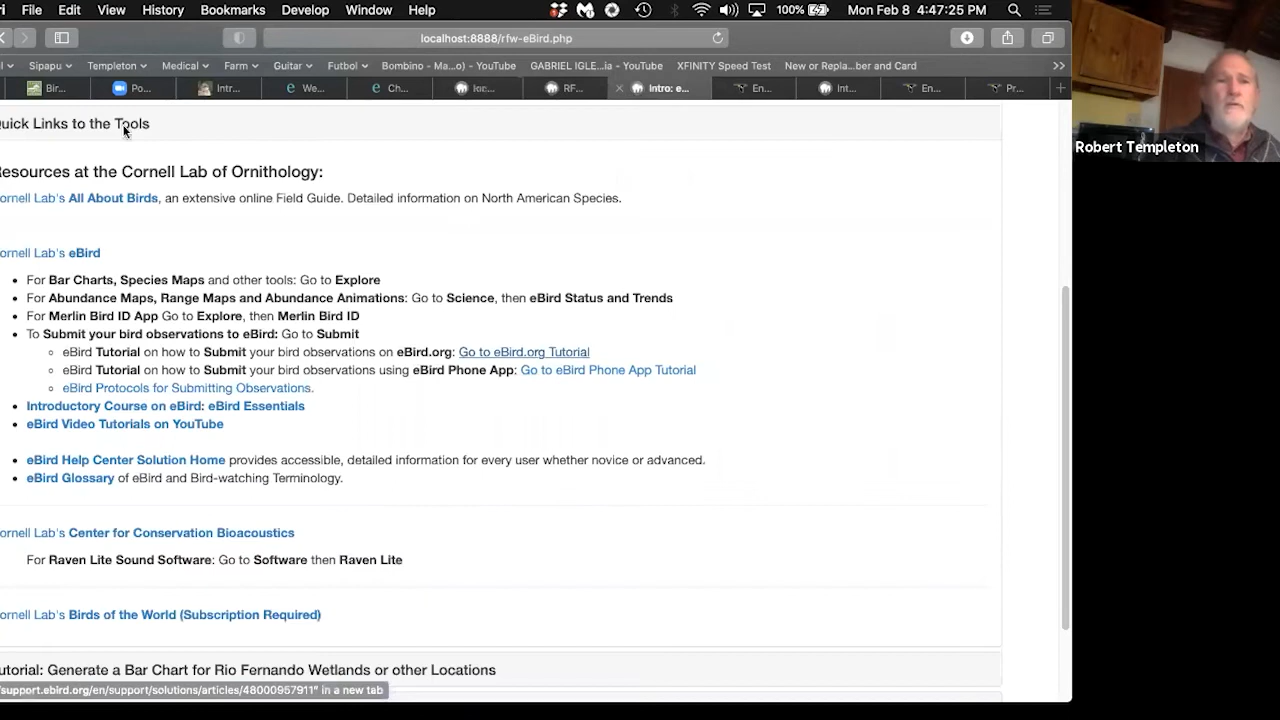 File Edit View History Bookmarks Develop Window Help 100% Mon Feb 8 4:47:25 PM
localhost:8888/rfw-eBird.php
Sipapu Templeton Medical Farm Guitar Futbol Bombino - Ma...o) - YouTube GABRIEL IGLE...ia - YouTube XFINITY Speed Test New or Repla...ber and Card
Bir... Po... Intr... We... Ch... loc... RF... Intro: e... En... Int... En... Pr...
uick Links to the Tools
Robert Templeton
esources at the Cornell Lab of Ornithology:
ornell Lab's All About Birds, an extensive online Field Guide. Detailed information on North American Species.
ornell Lab's eBird
• For Bar Charts, Species Maps and other tools: Go to Explore
• For Abundance Maps, Range Maps and Abundance Animations: Go to Science, then eBird Status and Trends
• For Merlin Bird ID App Go to Explore, then Merlin Bird ID
• To Submit your bird observations to eBird: Go to Submit
◦ eBird Tutorial on how to Submit your bird observations on eBird.org: Go to eBird.org Tutorial
◦ eBird Tutorial on how to Submit your bird observations using eBird Phone App: Go to eBird Phone App Tutorial
◦ eBird Protocols for Submitting Observations.
• Introductory Course on eBird: eBird Essentials
• eBird Video Tutorials on YouTube
• eBird Help Center Solution Home provides accessible, detailed information for every user whether novice or advanced.
• eBird Glossary of eBird and Bird-watching Terminology.
ornell Lab's Center for Conservation Bioacoustics
For Raven Lite Sound Software: Go to Software then Raven Lite
ornell Lab's Birds of the World (Subscription Required)
utorial: Generate a Bar Chart for Rio Fernando Wetlands or other Locations
/support.ebird.org/en/support/solutions/articles/48000957911" in a new tab